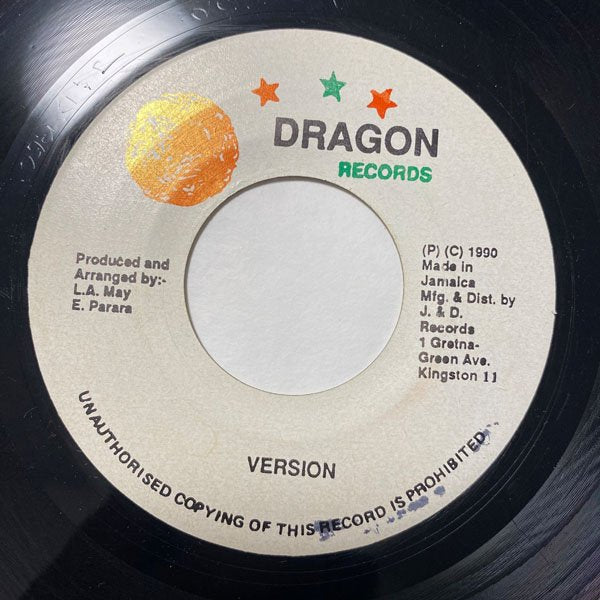 DRAGON
RECORDS
Produced and
Arranged by:-
L.A. May
E. Parara
(P) (C) 1990
Made in
Jamaica
Mfg. & Dist. by
J. & D.
Records
1 Gretna-
Green Ave.
Kingston 11
VERSION
UNAUTHORISED COPYING OF THIS RECORD IS PROHIBITED